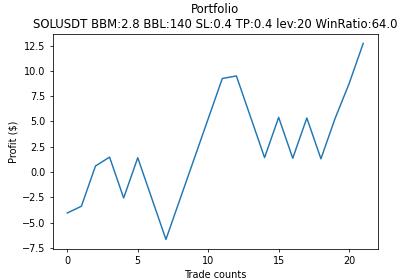 Portfolio
SOLUSDT BBM:2.8 BBL:140 SL:0.4 TP:0.4 lev:20 WinRatio:64.0
12.5
10.0
7.5
5.0
2.5
0.0
−2.5
−5.0
−7.5
Profit ($)
0 5 10 15 20
Trade counts